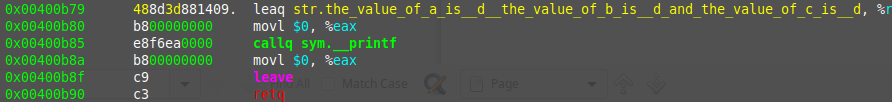 0x00400b79 488d3d881409. leaq str.the_value_of_a_is__d__the_value_of_b_is__d_and_the_value_of_c_is__d, %r
0x00400b80 b800000000 movl $0, %eax
0x00400b85 e8f6ea0000 callq sym.__printf
0x00400b8a b800000000 movl $0, %eax
0x00400b8f c9 leave
0x00400b90 c3 retq
All Match Case Page